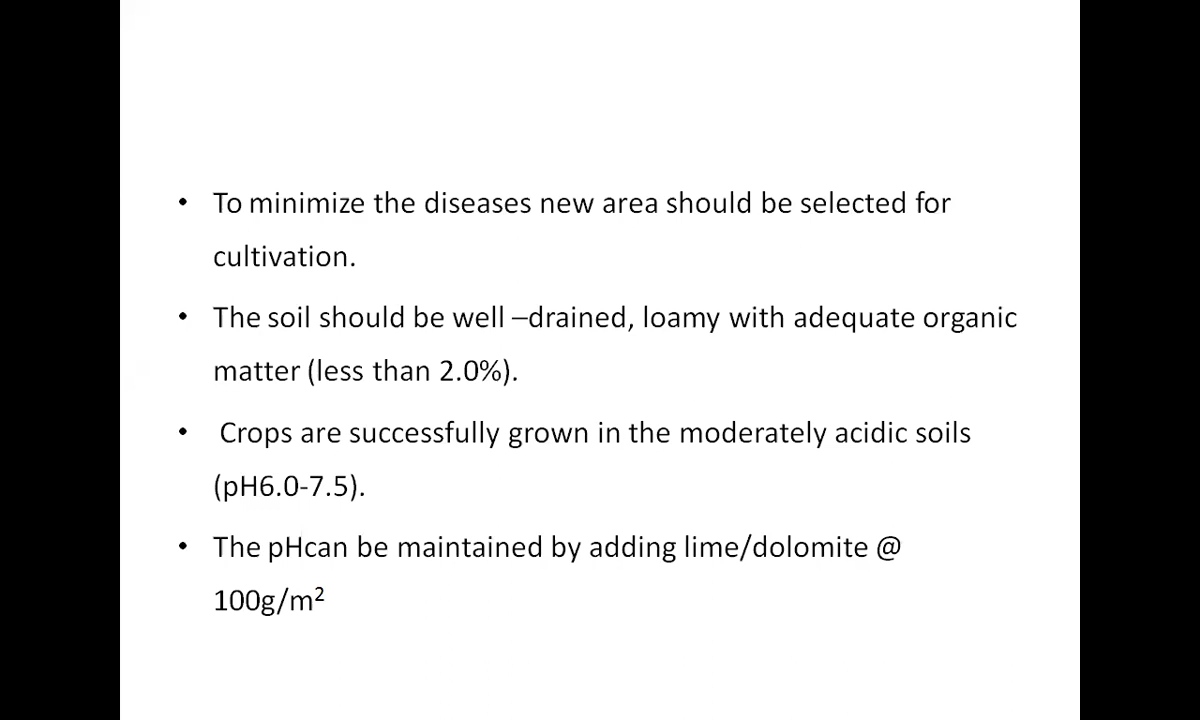 • To minimize the diseases new area should be selected for
cultivation.
• The soil should be well –drained, loamy with adequate organic
matter (less than 2.0%).
• Crops are successfully grown in the moderately acidic soils
(pH6.0-7.5).
• The pHcan be maintained by adding lime/dolomite @
100g/m²